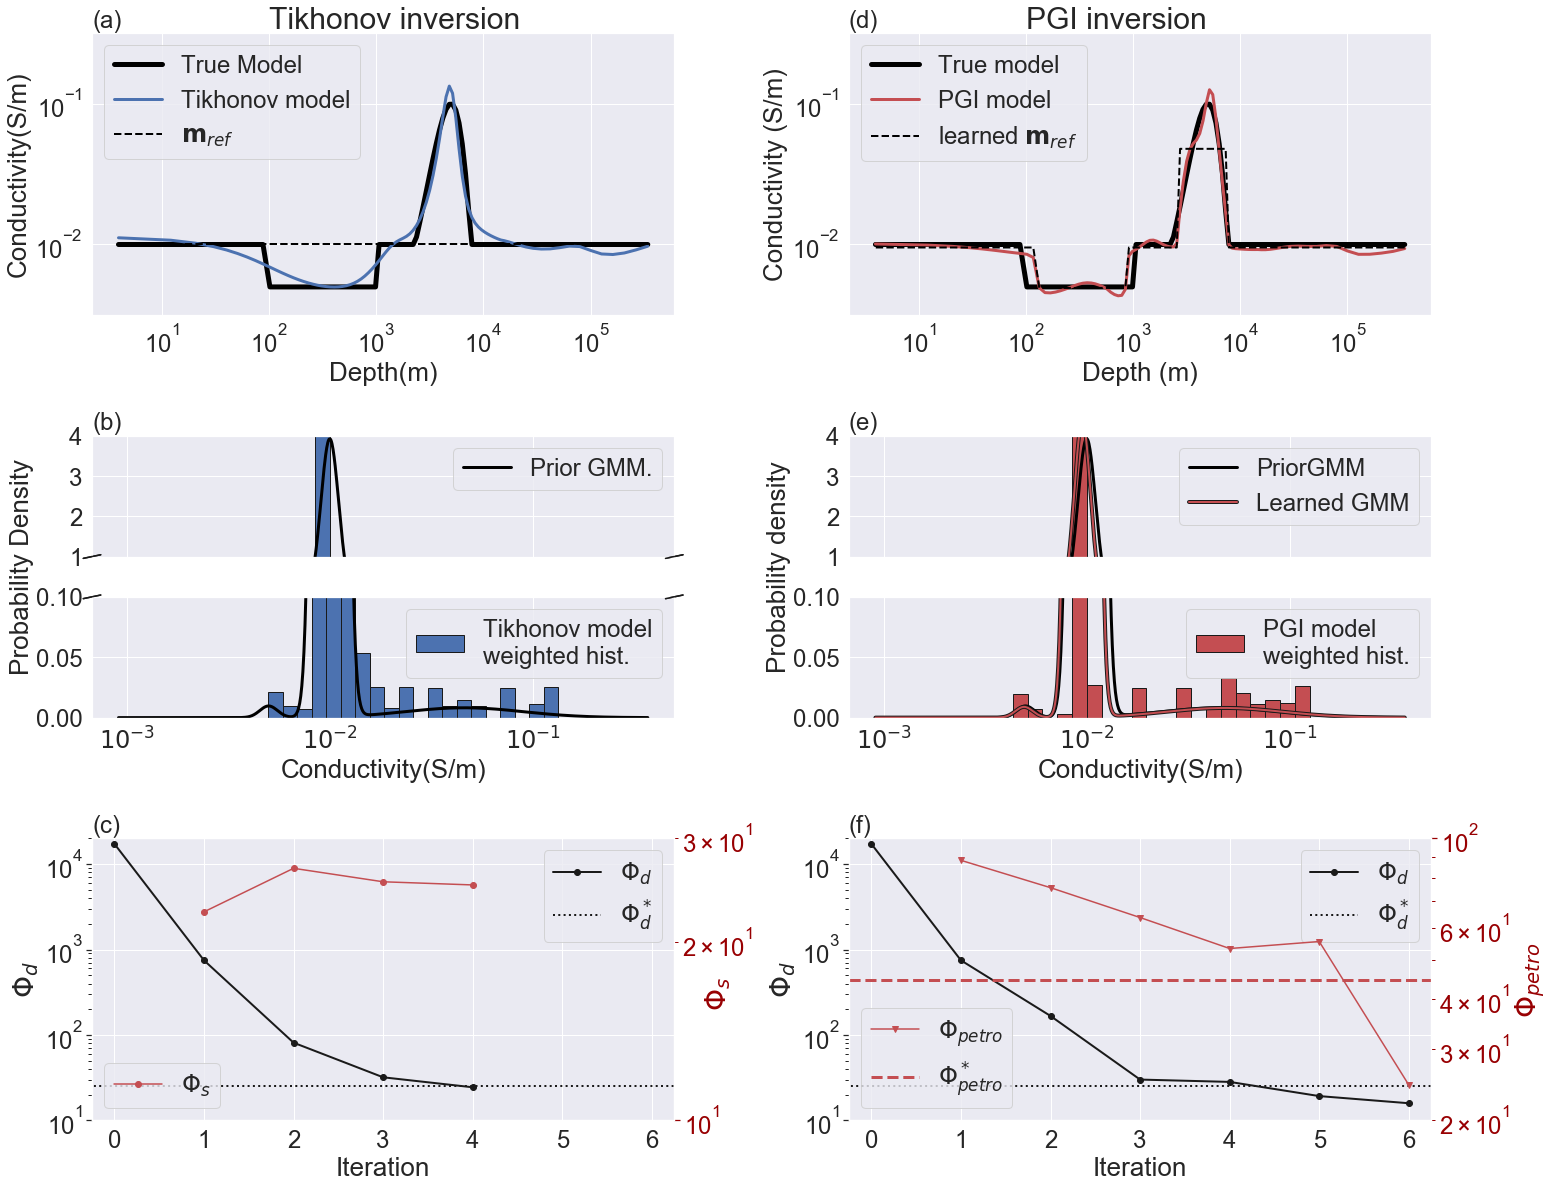 (a) Tikhonov inversion
True Model
Tikhonov model
m_ref
Conductivity(S/m)
10^−1
10^−2
10^1 10^2 10^3 10^4 10^5
Depth(m)
(d) PGI inversion
True model
PGI model
learned m_ref
Conductivity (S/m)
10^−1
10^−2
10^1 10^2 10^3 10^4 10^5
Depth (m)
(b)
Prior GMM.
Probability Density
4
3
2
1
0.10
0.05
0.00
Tikhonov model
weighted hist.
10^−3 10^−2 10^−1
Conductivity(S/m)
(e)
PriorGMM
Learned GMM
Probability density
4
3
2
1
0.10
0.05
0.00
PGI model
weighted hist.
10^−3 10^−2 10^−1
Conductivity(S/m)
(c)
Φ_d
Φ_d^*
Φ_s
Φ_d
10^4
10^3
10^2
10^1
3 × 10^1
2 × 10^1
10^1
Φ_s
0 1 2 3 4 5 6
Iteration
(f)
Φ_d
Φ_d^*
Φ_petro
Φ_petro^*
Φ_d
10^4
10^3
10^2
10^1
10^2
6 × 10^1
4 × 10^1
3 × 10^1
2 × 10^1
Φ_petro
0 1 2 3 4 5 6
Iteration